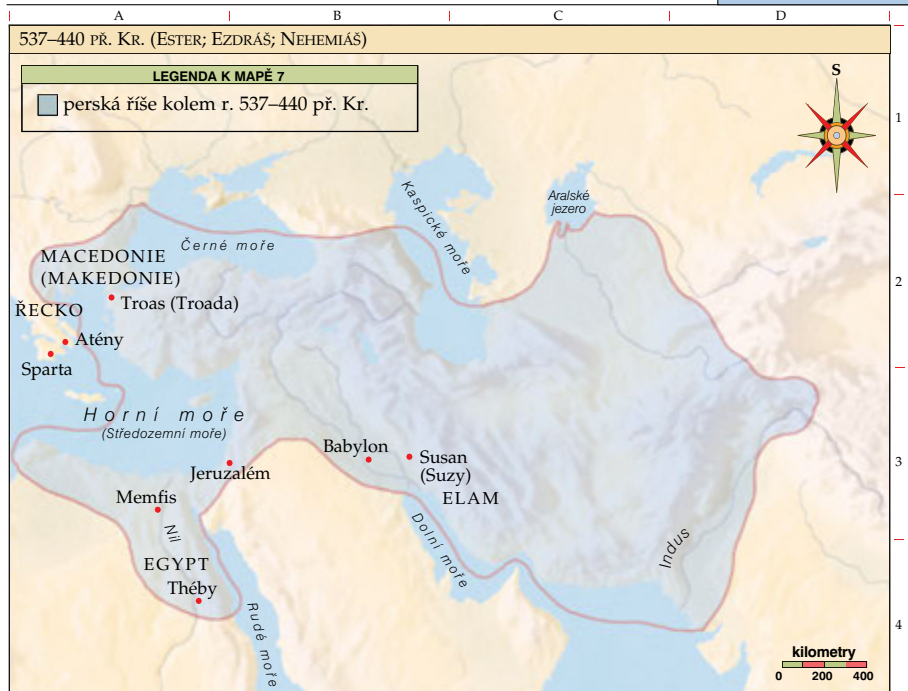 A B C D
537–440 PŘ. KR. (ESTER; EZDRÁŠ; NEHEMIÁŠ)
LEGENDA K MAPĚ 7
perská říše kolem r. 537–440 př. Kr.
S
1
Kaspické moře
Aralské
jezero
Černé moře
MACEDONIE
(MAKEDONIE)
2
Troas (Troada)
ŘECKO
Atény
Sparta
Horní moře
(Středozemní moře)
Babylon
Susan
(Suzy)
3
Jeruzalém
ELAM
Memfis
Nil
Dolní moře
Indus
EGYPT
Théby
Rudé moře
4
kilometry
0 200 400